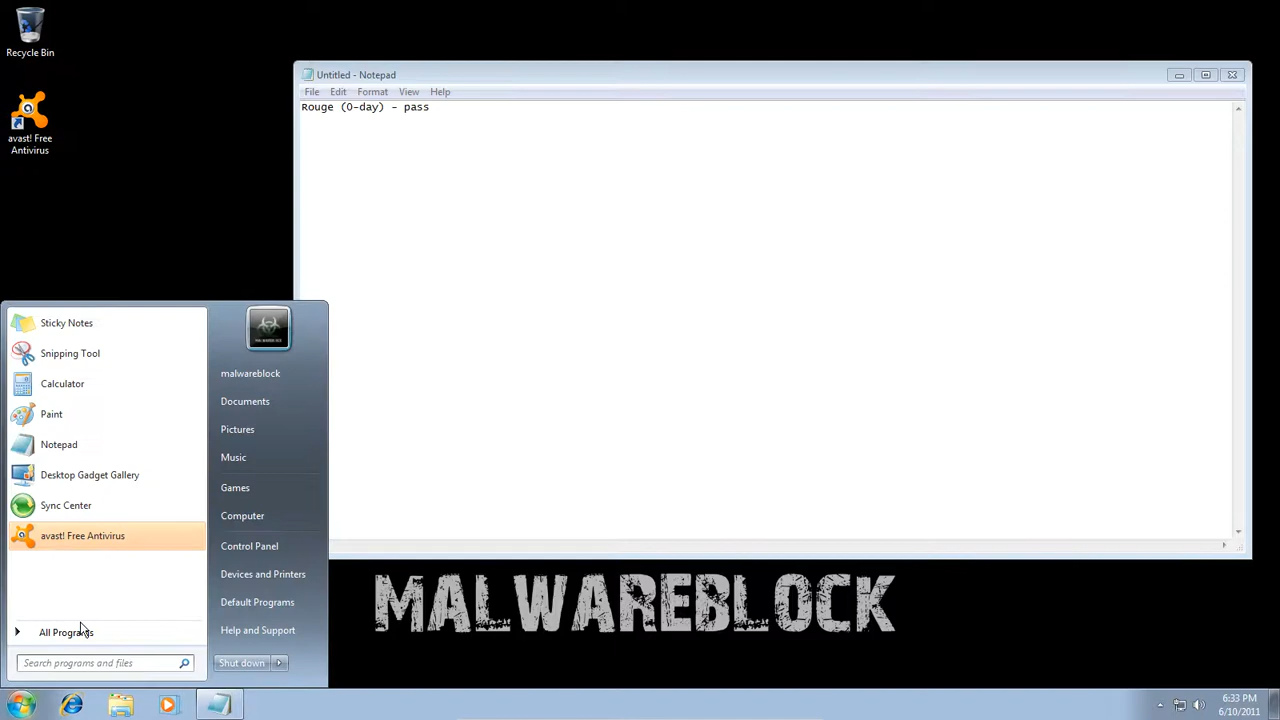 Recycle Bin
avast! Free
Antivirus
Untitled - Notepad
File Edit Format View Help
Rouge (0-day) - pass
Sticky Notes
Snipping Tool
Calculator
Paint
Notepad
Desktop Gadget Gallery
Sync Center
avast! Free Antivirus
All Programs
Search programs and files
malwareblock
Documents
Pictures
Music
Games
Computer
Control Panel
Devices and Printers
Default Programs
Help and Support
Shut down
MALWAREBLOCK
6:33 PM
6/10/2011